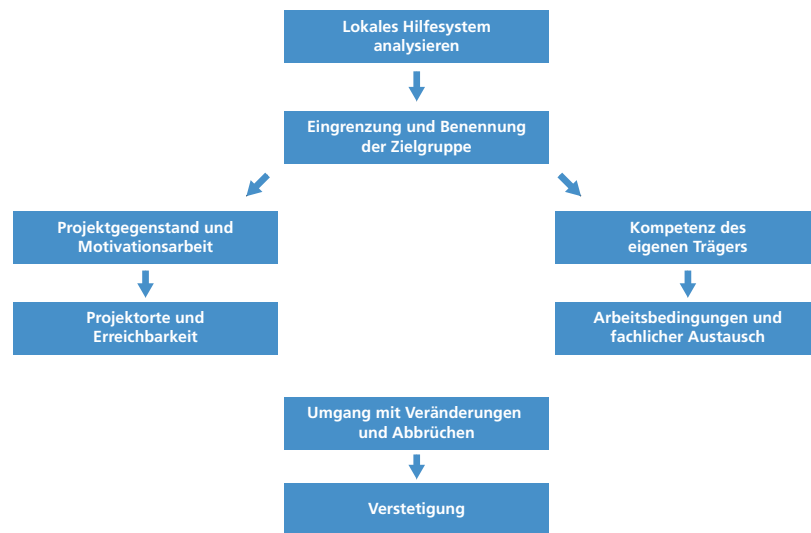 Lokales Hilfesystem
analysieren
Eingrenzung und Benennung
der Zielgruppe
Projektgegenstand und
Motivationsarbeit
Kompetenz des
eigenen Trägers
Projektorte und
Erreichbarkeit
Arbeitsbedingungen und
fachlicher Austausch
Umgang mit Veränderungen
und Abbrüchen
Verstetigung